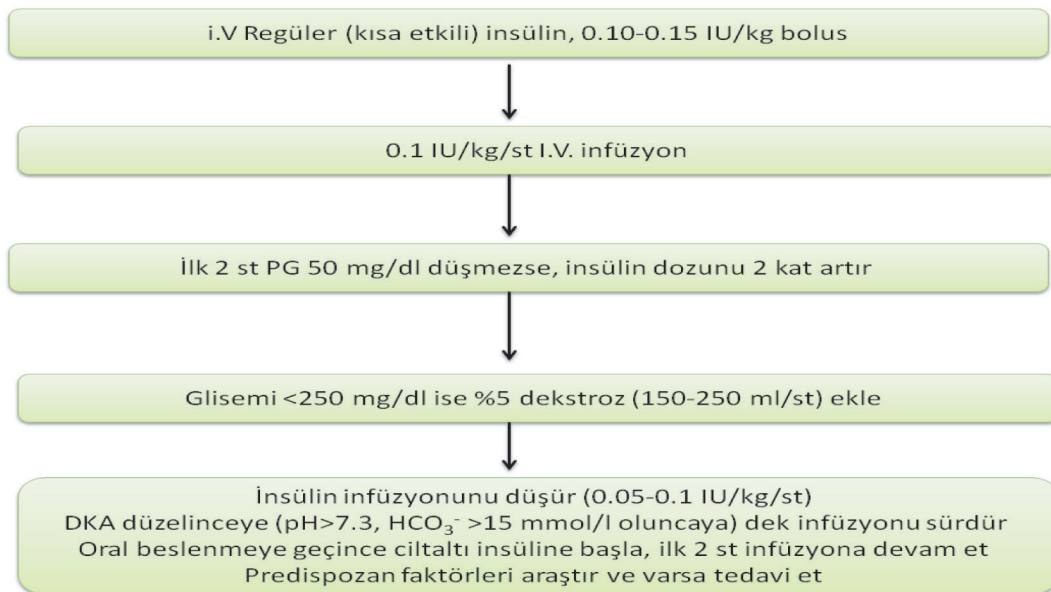 i.V Regüler (kısa etkili) insülin, 0.10-0.15 IU/kg bolus
0.1 IU/kg/st I.V. infüzyon
İlk 2 st PG 50 mg/dl düşmezse, insülin dozunu 2 kat artır
Glisemi <250 mg/dl ise %5 dekstroz (150-250 ml/st) ekle
İnsülin infüzyonunu düşür (0.05-0.1 IU/kg/st)
DKA düzelinceye (pH>7.3, HCO₃⁻ >15 mmol/l oluncaya) dek infüzyonu sürdür
Oral beslenmeye geçince ciltaltı insüline başla, ilk 2 st infüzyona devam et
Predispozan faktörleri araştır ve varsa tedavi et